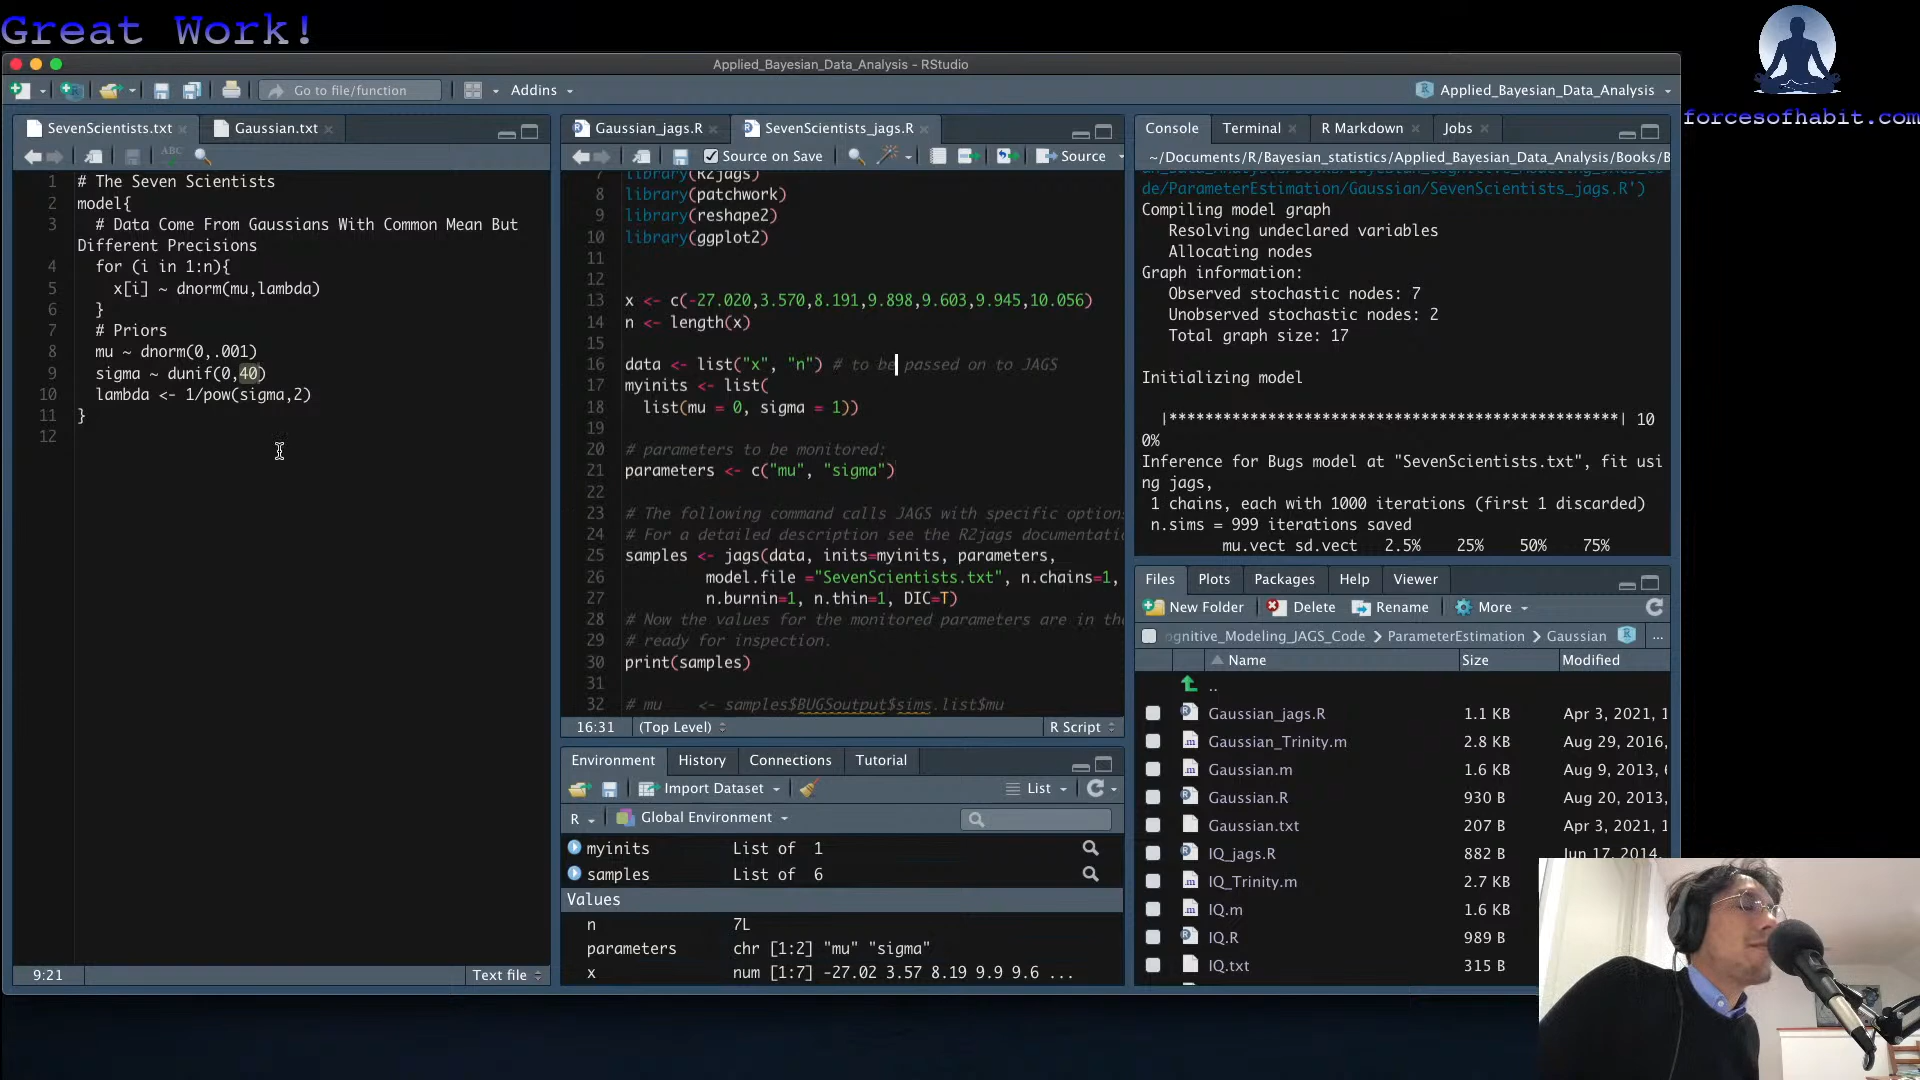 Great Work!
forcesofhabit.com
Applied_Bayesian_Data_Analysis - RStudio
Go to file/function
Addins
Applied_Bayesian_Data_Analysis
SevenScientists.txt
Gaussian.txt
1 # The Seven Scientists
2 model{
3 # Data Come From Gaussians With Common Mean But
Different Precisions
4 for (i in 1:n){
5 x[i] ~ dnorm(mu,lambda)
6 }
7 # Priors
8 mu ~ dnorm(0,.001)
9 sigma ~ dunif(0,40)
10 lambda <- 1/pow(sigma,2)
11 }
12
9:21
Text file
Gaussian_jags.R
SevenScientists_jags.R
Source on Save
Source
7 library(R2jags)
8 library(patchwork)
9 library(reshape2)
10 library(ggplot2)
11
12
13 x <- c(-27.020,3.570,8.191,9.898,9.603,9.945,10.056)
14 n <- length(x)
15
16 data <- list("x", "n") # to be passed on to JAGS
17 myinits <- list(
18 list(mu = 0, sigma = 1))
19
20 # parameters to be monitored:
21 parameters <- c("mu", "sigma")
22
23 # The following command calls JAGS with specific option
24 # For a detailed description see the R2jags documentati
25 samples <- jags(data, inits=myinits, parameters,
26 model.file ="SevenScientists.txt", n.chains=1,
27 n.burnin=1, n.thin=1, DIC=T)
28 # Now the values for the monitored parameters are in th
29 # ready for inspection.
30 print(samples)
31
32 # mu <- samples$BUGSoutput$sims.list$mu
16:31
(Top Level)
R Script
Environment
History
Connections
Tutorial
Import Dataset
List
R
Global Environment
myinits List of 1
samples List of 6
Values
n 7L
parameters chr [1:2] "mu" "sigma"
x num [1:7] -27.02 3.57 8.19 9.9 9.6 ...
Console
Terminal
R Markdown
Jobs
~/Documents/R/Bayesian_statistics/Applied_Bayesian_Data_Analysis/Books/B
de/ParameterEstimation/Gaussian/SevenScientists_jags.R')
Compiling model graph
Resolving undeclared variables
Allocating nodes
Graph information:
Observed stochastic nodes: 7
Unobserved stochastic nodes: 2
Total graph size: 17
Initializing model
|**************************************************| 10
0%
Inference for Bugs model at "SevenScientists.txt", fit usi
ng jags,
1 chains, each with 1000 iterations (first 1 discarded)
n.sims = 999 iterations saved
mu.vect sd.vect 2.5% 25% 50% 75%
Files
Plots
Packages
Help
Viewer
New Folder
Delete
Rename
More
ognitive_Modeling_JAGS_Code
ParameterEstimation
Gaussian
...
Name Size Modified
..
Gaussian_jags.R 1.1 KB Apr 3, 2021, 1
Gaussian_Trinity.m 2.8 KB Aug 29, 2016,
Gaussian.m 1.6 KB Aug 9, 2013, 6
Gaussian.R 930 B Aug 20, 2013,
Gaussian.txt 207 B Apr 3, 2021, 1
IQ_jags.R 882 B Jun 17, 2014,
IQ_Trinity.m 2.7 KB
IQ.m 1.6 KB
IQ.R 989 B
IQ.txt 315 B